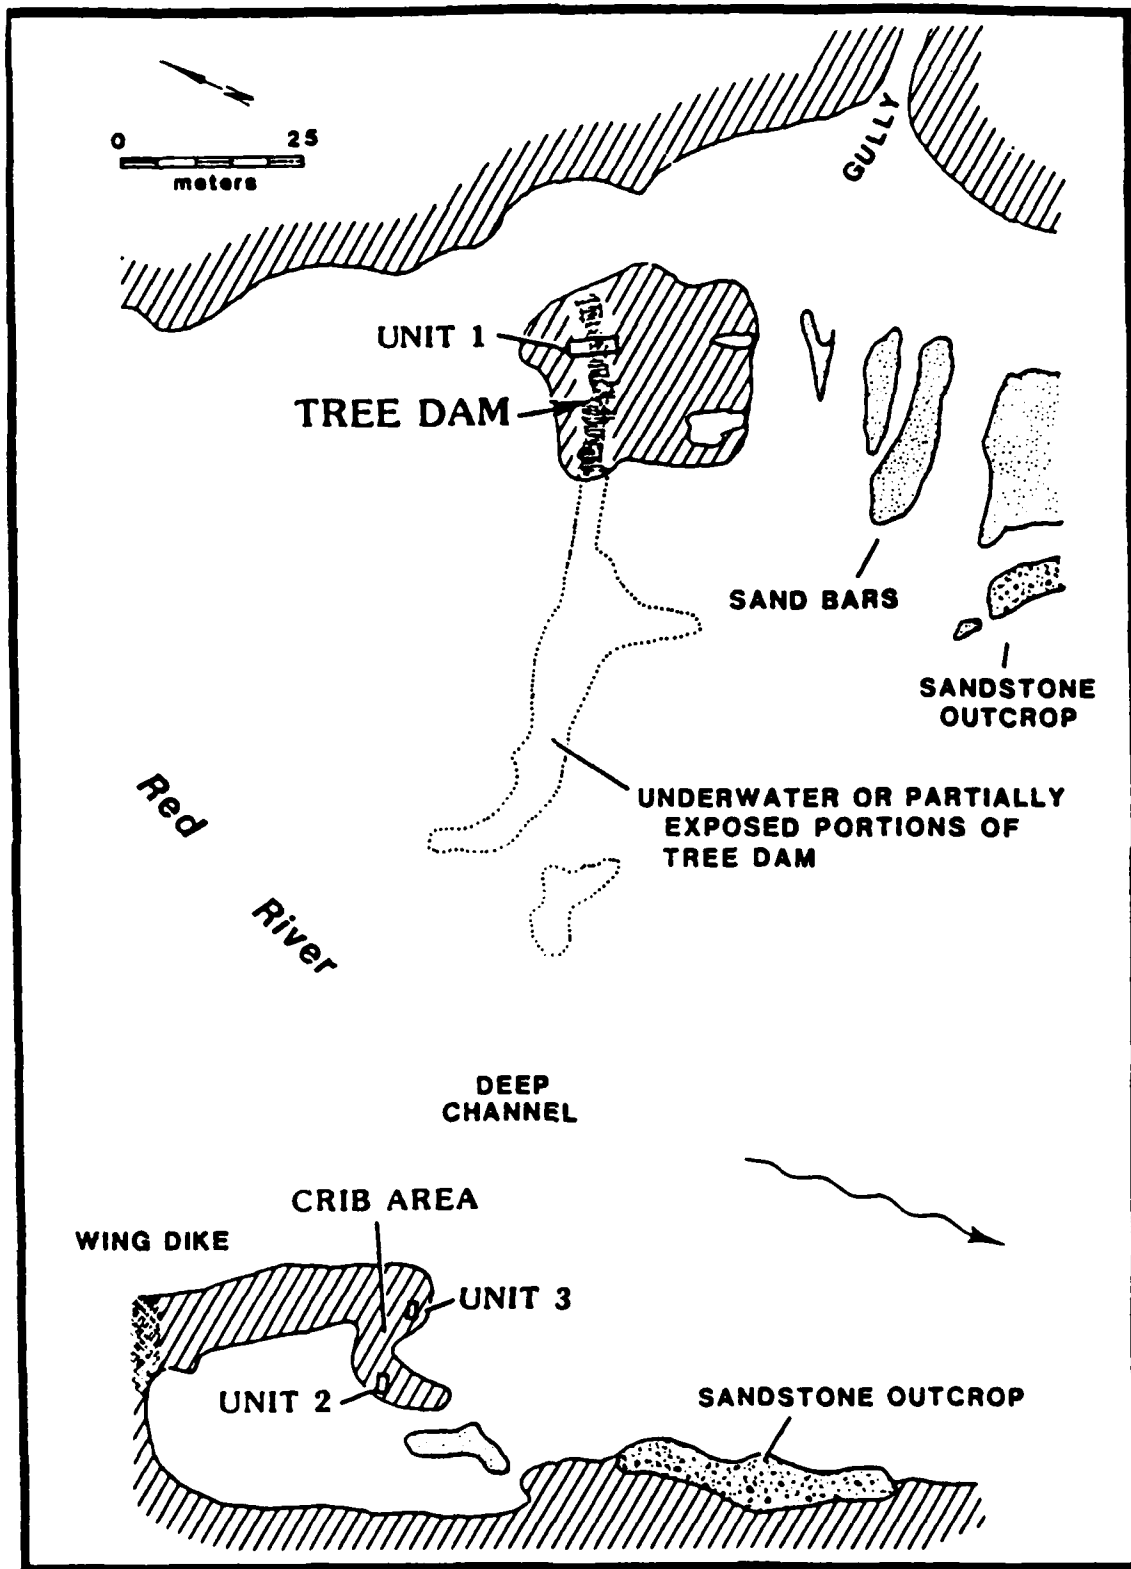 N
0 25
meters
GULLY
UNIT 1
TREE DAM
SAND BARS
SANDSTONE
OUTCROP
UNDERWATER OR PARTIALLY
EXPOSED PORTIONS OF
TREE DAM
Red
River
DEEP
CHANNEL
CRIB AREA
WING DIKE
UNIT 3
UNIT 2
SANDSTONE OUTCROP